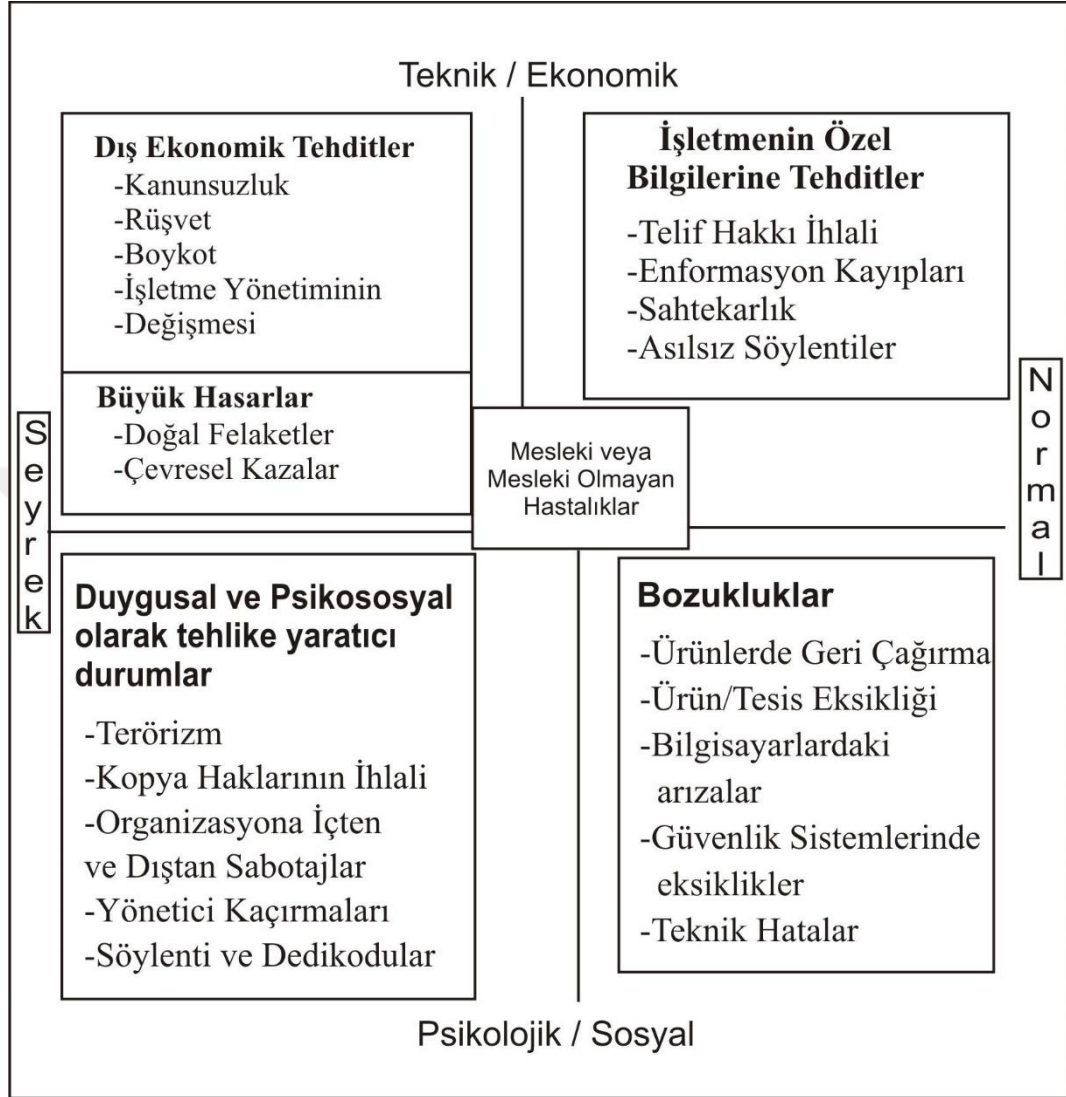 Teknik / Ekonomik
Dış Ekonomik Tehditler
-Kanunsuzluk
-Rüşvet
-Boykot
-İşletme Yönetiminin
-Değişmesi
Büyük Hasarlar
-Doğal Felaketler
-Çevresel Kazalar
İşletmenin Özel
Bilgilerine Tehditler
-Telif Hakkı İhlali
-Enformasyon Kayıpları
-Sahtekarlık
-Asılsız Söylentiler
Seyrek
Mesleki veya
Mesleki Olmayan
Hastalıklar
Normal
Duygusal ve Psikososyal
olarak tehlike yaratıcı
durumlar
-Terörizm
-Kopya Haklarının İhlali
-Organizasyona İçten
ve Dıştan Sabotajlar
-Yönetici Kaçırmaları
-Söylenti ve Dedikodular
Bozukluklar
-Ürünlerde Geri Çağırma
-Ürün/Tesis Eksikliği
-Bilgisayarlardaki
arızalar
-Güvenlik Sistemlerinde
eksiklikler
-Teknik Hatalar
Psikolojik / Sosyal